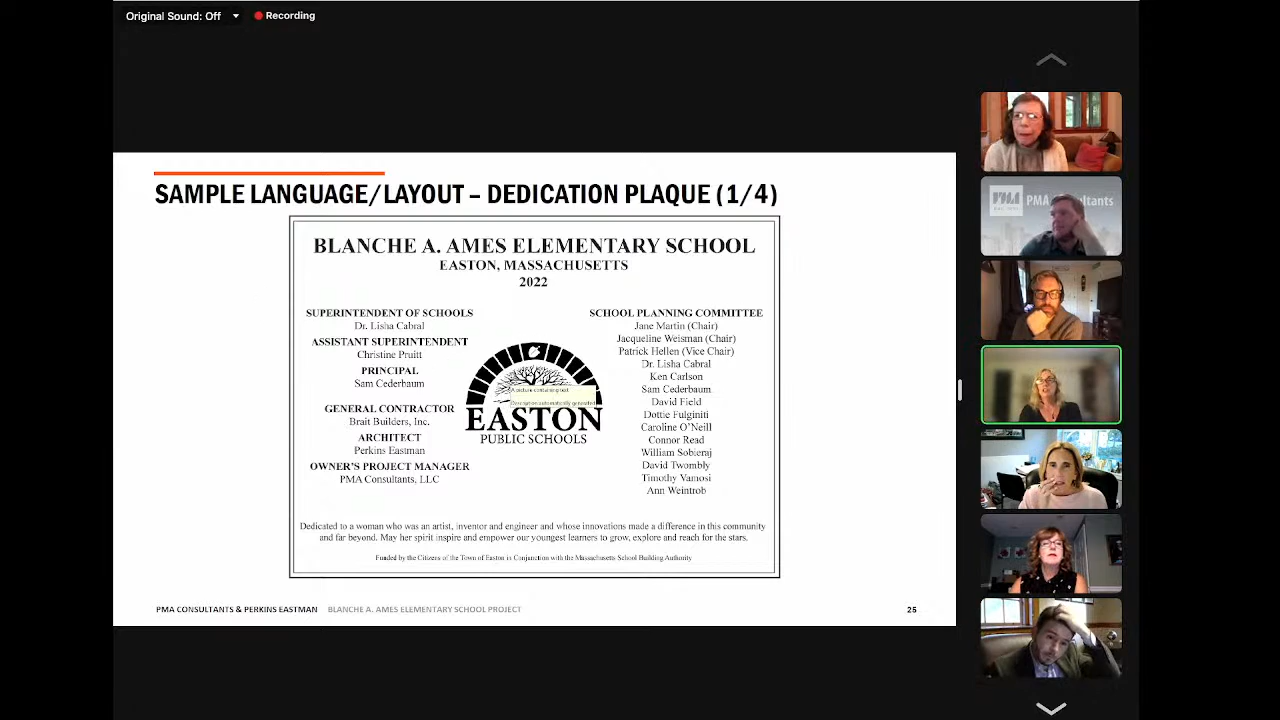 Original Sound: Off
Recording
PMA Consultants
SAMPLE LANGUAGE/LAYOUT – DEDICATION PLAQUE (1/4)
BLANCHE A. AMES ELEMENTARY SCHOOL
EASTON, MASSACHUSETTS
2022
SUPERINTENDENT OF SCHOOLS
Dr. Lisha Cabral
ASSISTANT SUPERINTENDENT
Christine Pruitt
PRINCIPAL
Sam Cederbaum
GENERAL CONTRACTOR
Brait Builders, Inc.
ARCHITECT
Perkins Eastman
OWNER'S PROJECT MANAGER
PMA Consultants, LLC
A picture containing text
Description automatically generated
EASTON
PUBLIC SCHOOLS
SCHOOL PLANNING COMMITTEE
Jane Martin (Chair)
Jacqueline Weisman (Chair)
Patrick Hellen (Vice Chair)
Dr. Lisha Cabral
Ken Carlson
Sam Cederbaum
David Field
Dottie Fulginiti
Caroline O'Neill
Connor Read
William Sobieraj
David Twombly
Timothy Vamosi
Ann Weintrob
Dedicated to a woman who was an artist, inventor and engineer and whose innovations made a difference in this community
and far beyond. May her spirit inspire and empower our youngest learners to grow, explore and reach for the stars.
Funded by the Citizens of the Town of Easton in Conjunction with the Massachusetts School Building Authority
PMA CONSULTANTS & PERKINS EASTMAN BLANCHE A. AMES ELEMENTARY SCHOOL PROJECT 25